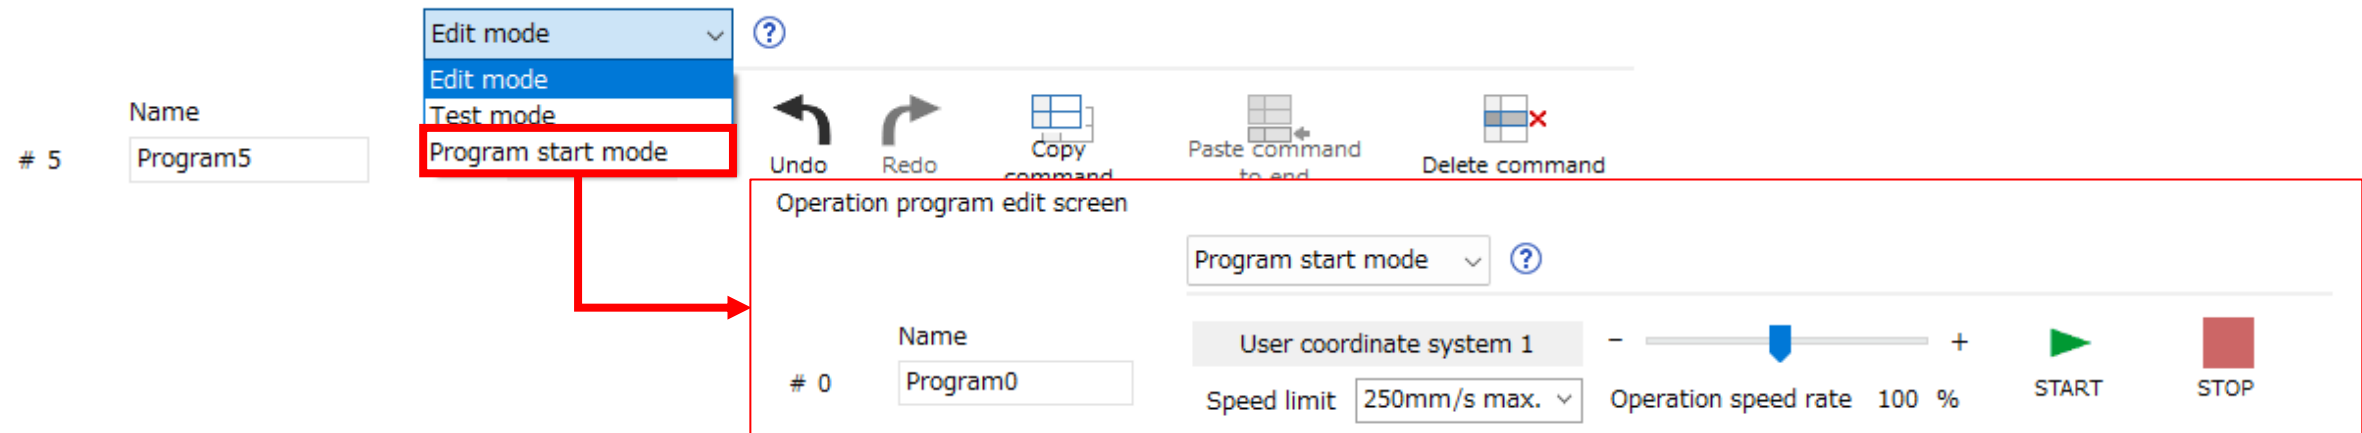 Edit mode
?
Edit mode
Test mode
Program start mode
Name
# 5
Program5
Undo
Redo
Copy
command
Paste command
to end
Delete command
Operation program edit screen
Program start mode
?
Name
# 0
Program0
User coordinate system 1
- +
Speed limit
250mm/s max.
Operation speed rate 100 %
START
STOP